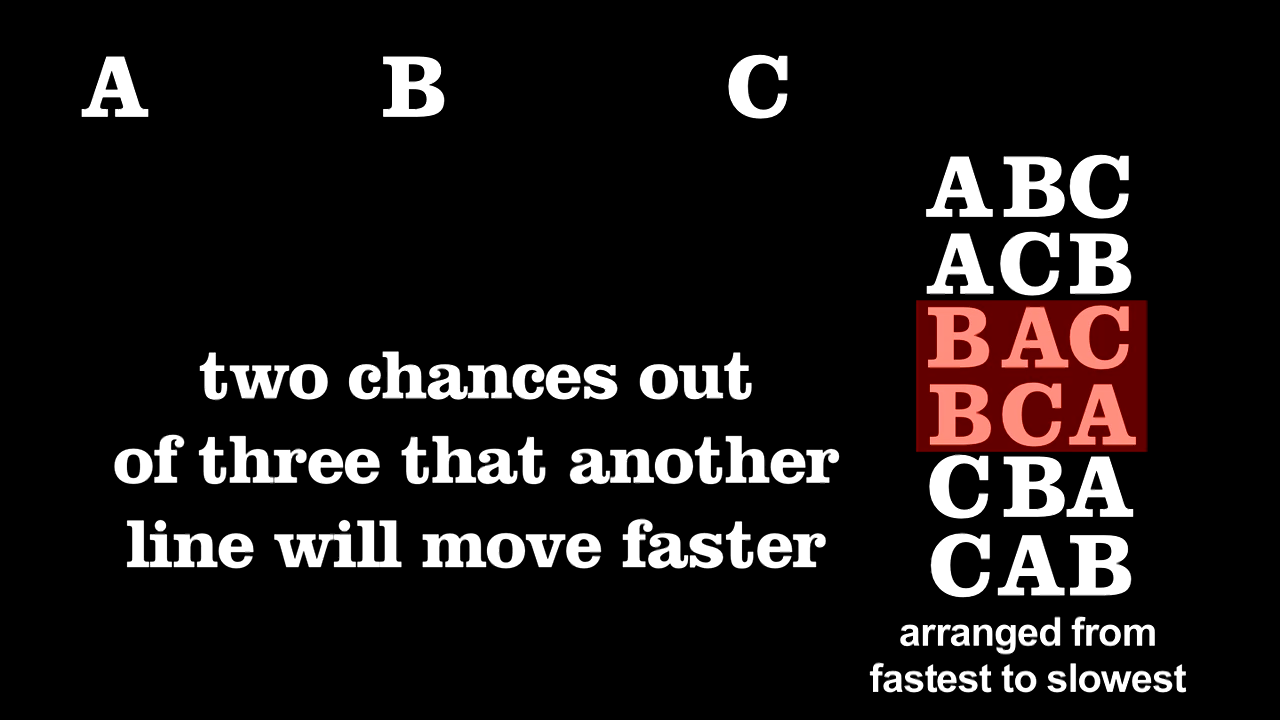 A B C
ABC
ACB
BAC
BCA
CBA
CAB
two chances out
of three that another
line will move faster
arranged from
fastest to slowest